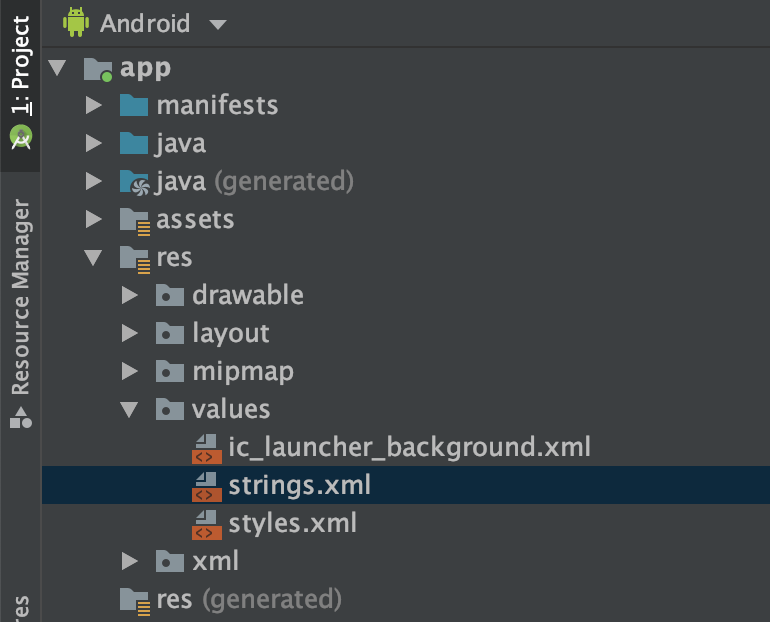 1: Project
Resource Manager
res
Android
app
manifests
java
java (generated)
assets
res
drawable
layout
mipmap
values
ic_launcher_background.xml
strings.xml
styles.xml
xml
res (generated)